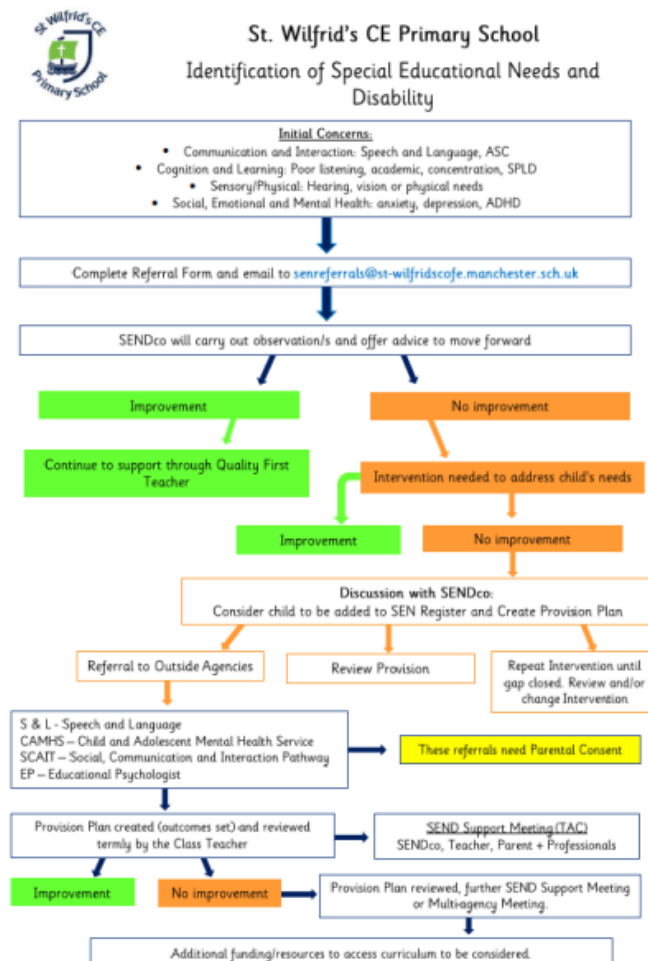 St Wilfrid's CE
Primary School
St. Wilfrid's CE Primary School
Identification of Special Educational Needs and
Disability
Initial Concerns:
• Communication and Interaction: Speech and Language, ASC
• Cognition and Learning: Poor listening, academic, concentration, SPLD
• Sensory/Physical: Hearing, vision or physical needs
• Social, Emotional and Mental Health: anxiety, depression, ADHD
Complete Referral Form and email to senreferrals@st-wilfridscofe.manchester.sch.uk
SENDco will carry out observation/s and offer advice to move forward
Improvement
No improvement
Continue to support through Quality First
Teacher
Intervention needed to address child's needs
Improvement
No improvement
Discussion with SENDco:
Consider child to be added to SEN Register and Create Provision Plan
Referral to Outside Agencies
Review Provision
Repeat Intervention until
gap closed. Review and/or
change Intervention
S & L - Speech and Language
CAMHS – Child and Adolescent Mental Health Service
SCAIT – Social, Communication and Interaction Pathway
EP – Educational Psychologist
These referrals need Parental Consent
Provision Plan created (outcomes set) and reviewed
termly by the Class Teacher
SEND Support Meeting (TAC)
SENDco, Teacher, Parent + Professionals
Improvement
No improvement
Provision Plan reviewed, further SEND Support Meeting
or Multi-agency Meeting.
Additional funding/resources to access curriculum to be considered.